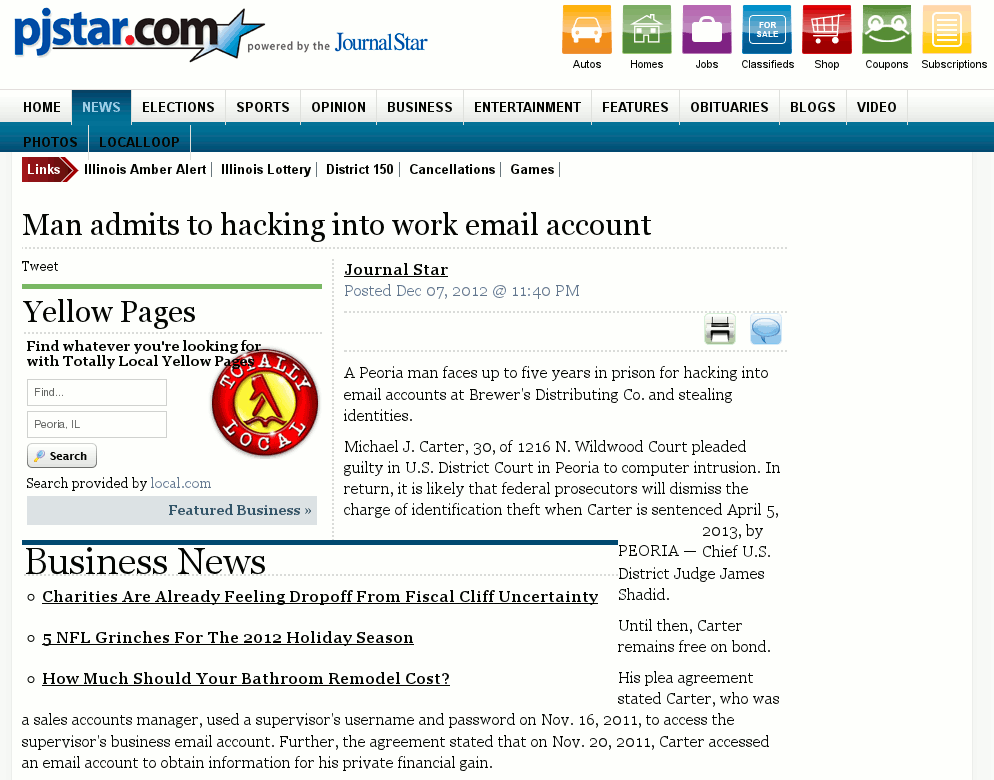 pjstar.com powered by the JournalStar
Autos Homes Jobs FOR SALE Classifieds Shop Coupons Subscriptions
HOME NEWS ELECTIONS SPORTS OPINION BUSINESS ENTERTAINMENT FEATURES OBITUARIES BLOGS VIDEO
PHOTOS LOCALLOOP
Links Illinois Amber Alert Illinois Lottery District 150 Cancellations Games
Man admits to hacking into work email account
Tweet
Yellow Pages
Find whatever you're looking for
with Totally Local Yellow Pages
TOTALLY LOCAL
Find...
Peoria, IL
Search
Search provided by local.com
Featured Business »
Journal Star
Posted Dec 07, 2012 @ 11:40 PM
A Peoria man faces up to five years in prison for hacking into
email accounts at Brewer's Distributing Co. and stealing
identities.
Michael J. Carter, 30, of 1216 N. Wildwood Court pleaded
guilty in U.S. District Court in Peoria to computer intrusion. In
return, it is likely that federal prosecutors will dismiss the
charge of identification theft when Carter is sentenced April 5,
2013, by
PEORIA — Chief U.S.
District Judge James
Shadid.
Until then, Carter
remains free on bond.
His plea agreement
stated Carter, who was
Business News
Charities Are Already Feeling Dropoff From Fiscal Cliff Uncertainty
5 NFL Grinches For The 2012 Holiday Season
How Much Should Your Bathroom Remodel Cost?
a sales accounts manager, used a supervisor's username and password on Nov. 16, 2011, to access the
supervisor's business email account. Further, the agreement stated that on Nov. 20, 2011, Carter accessed
an email account to obtain information for his private financial gain.